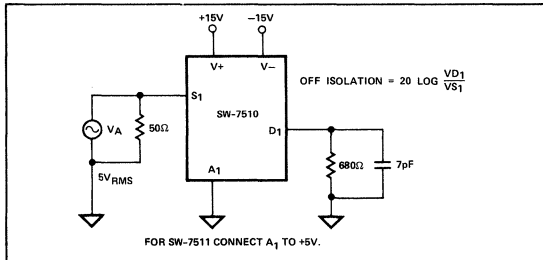 +15V
-15V
V+
V-
OFF ISOLATION = 20 LOG VD1
VS1
S1
SW-7510
VA
50Ω
D1
5VRMS
A1
680Ω
7pF
FOR SW-7511 CONNECT A1 TO +5V.